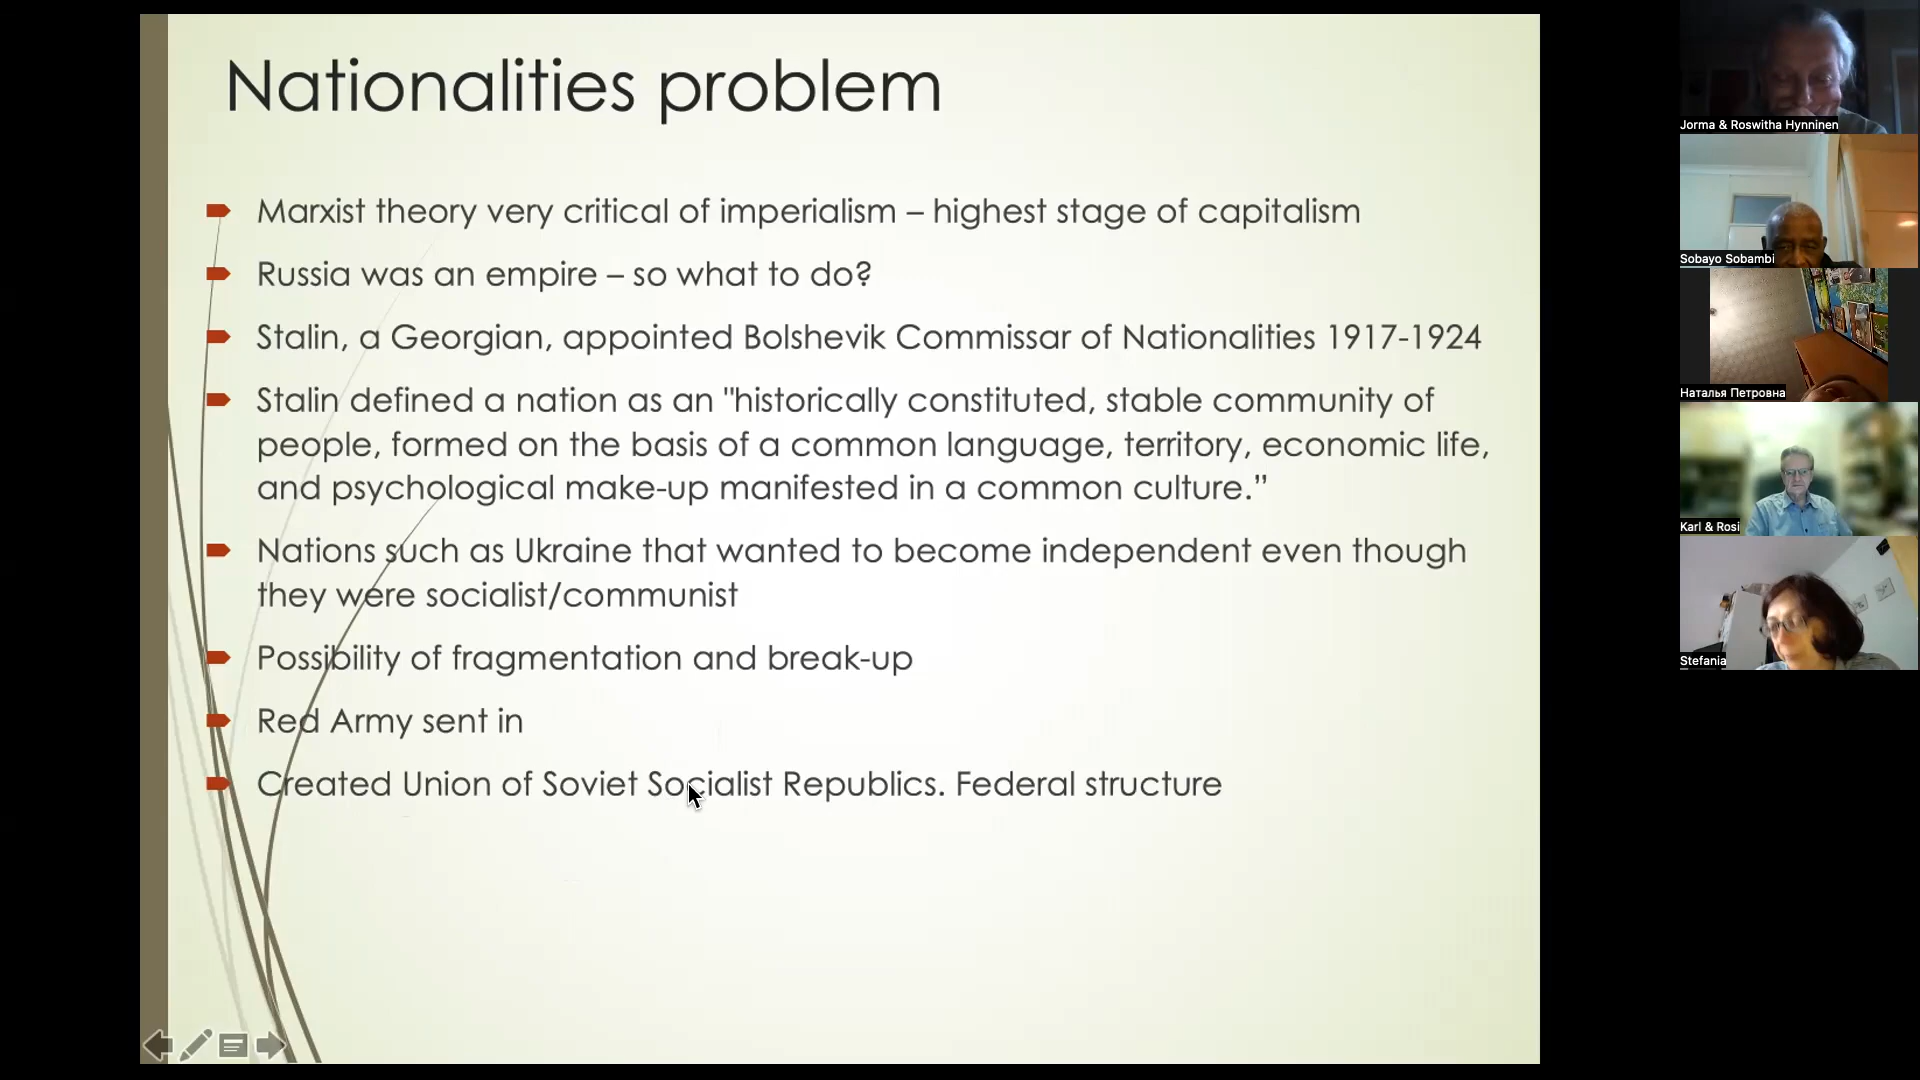 Nationalities problem
Marxist theory very critical of imperialism – highest stage of capitalism
Russia was an empire – so what to do?
Stalin, a Georgian, appointed Bolshevik Commissar of Nationalities 1917-1924
Stalin defined a nation as an "historically constituted, stable community of
people, formed on the basis of a common language, territory, economic life,
and psychological make-up manifested in a common culture.”
Nations such as Ukraine that wanted to become independent even though
they were socialist/communist
Possibility of fragmentation and break-up
Red Army sent in
Created Union of Soviet Socialist Republics. Federal structure
Jorma & Roswitha Hynninen
Sobayo Sobambi
Наталья Петровна
Karl & Rosi
Stefania